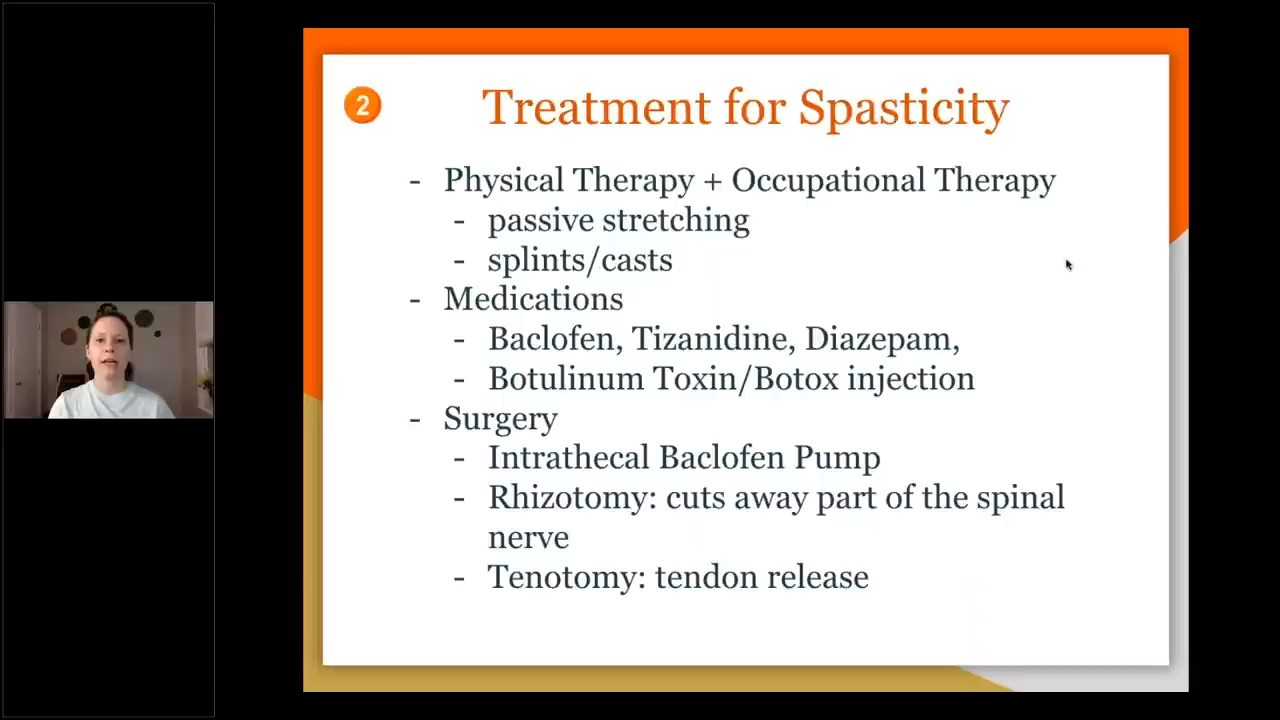 2
Treatment for Spasticity
- Physical Therapy + Occupational Therapy
- passive stretching
- splints/casts
- Medications
- Baclofen, Tizanidine, Diazepam,
- Botulinum Toxin/Botox injection
- Surgery
- Intrathecal Baclofen Pump
- Rhizotomy: cuts away part of the spinal
nerve
- Tenotomy: tendon release